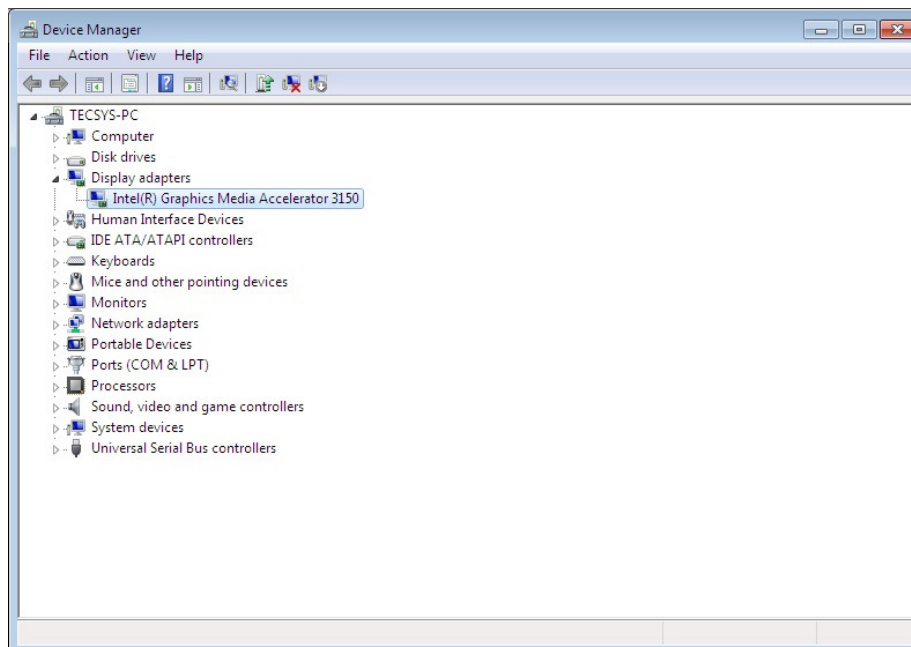 Device Manager
File Action View Help
TECSYS-PC
Computer
Disk drives
Display adapters
Intel(R) Graphics Media Accelerator 3150
Human Interface Devices
IDE ATA/ATAPI controllers
Keyboards
Mice and other pointing devices
Monitors
Network adapters
Portable Devices
Ports (COM & LPT)
Processors
Sound, video and game controllers
System devices
Universal Serial Bus controllers